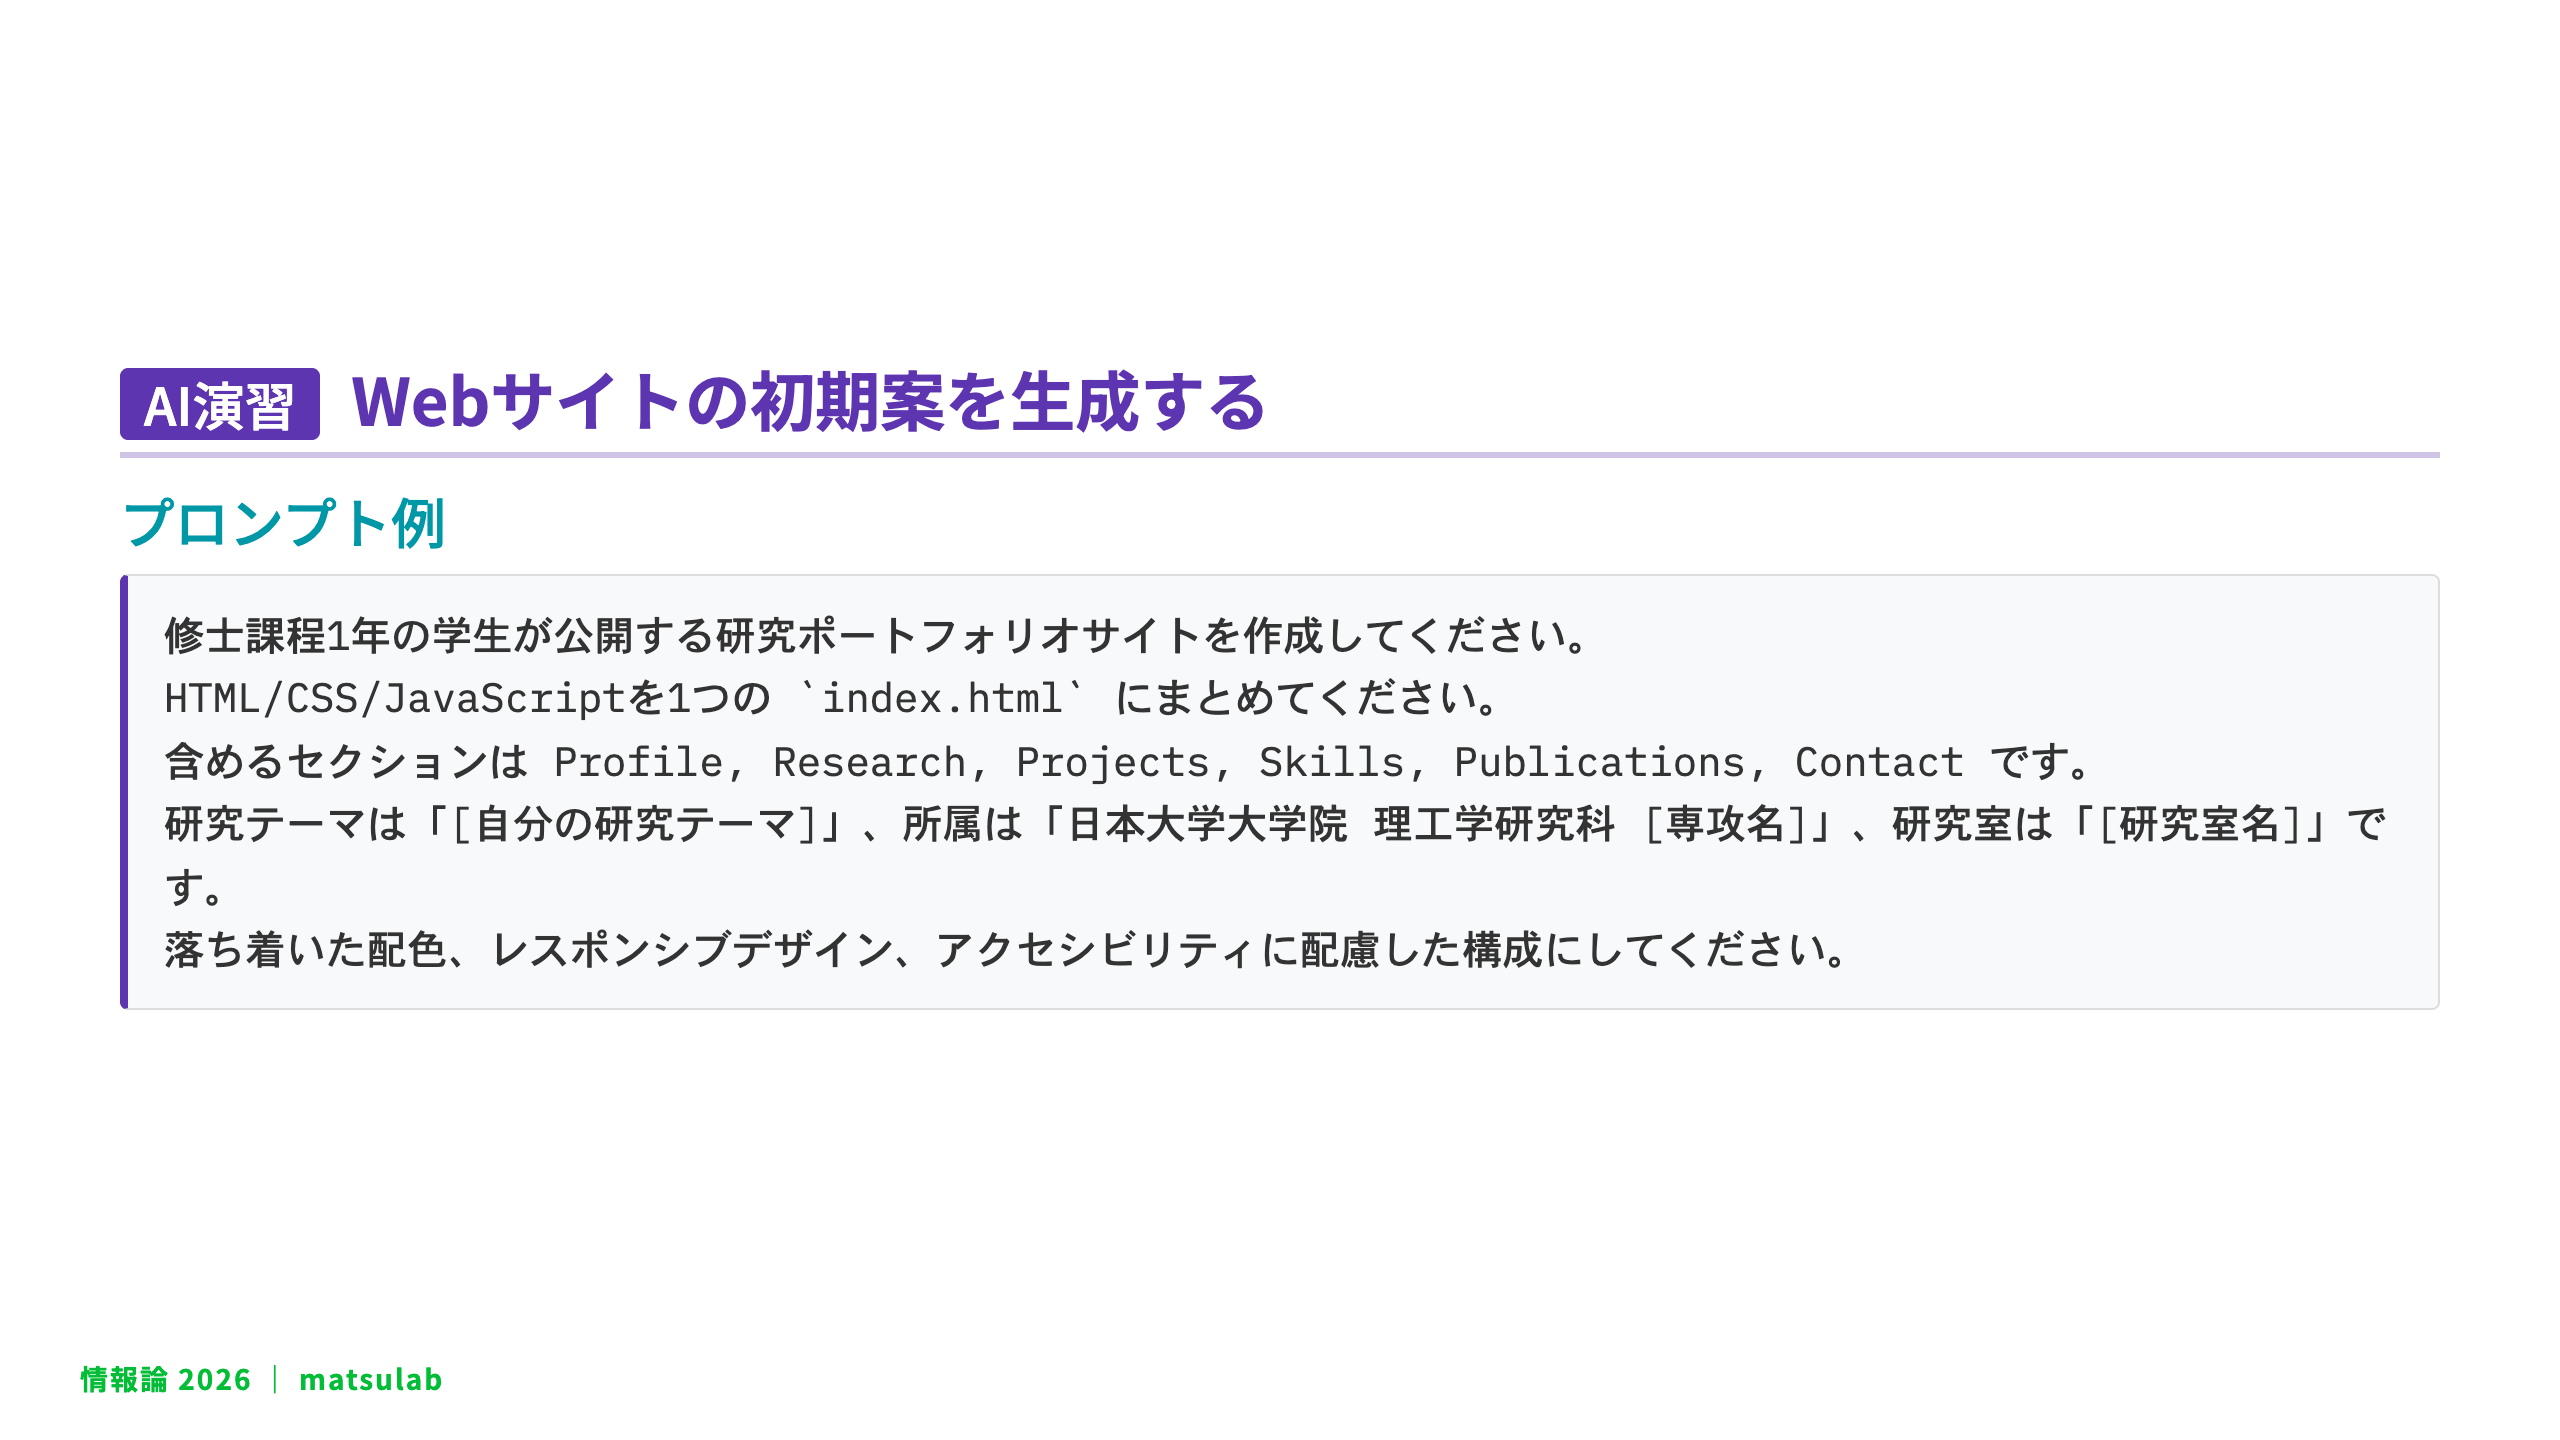 AI演習 Webサイトの初期案を生成する
プロンプト例
修士課程1年の学生が公開する研究ポートフォリオサイトを作成してください。
HTML/CSS/JavaScriptを1つの `index.html` にまとめてください。
含めるセクションは Profile, Research, Projects, Skills, Publications, Contact です。
研究テーマは「[自分の研究テーマ]」、所属は「日本大学大学院 理工学研究科 [専攻名]」、研究室は「[研究室名]」で
す。
落ち着いた配色、レスポンシブデザイン、アクセシビリティに配慮した構成にしてください。
情報論 2026 | matsulab